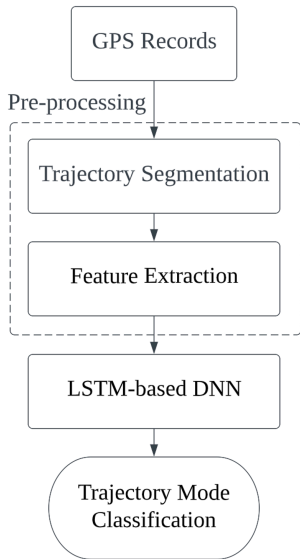 GPS Records
Pre-processing
Trajectory Segmentation
Feature Extraction
LSTM-based DNN
Trajectory Mode
Classification